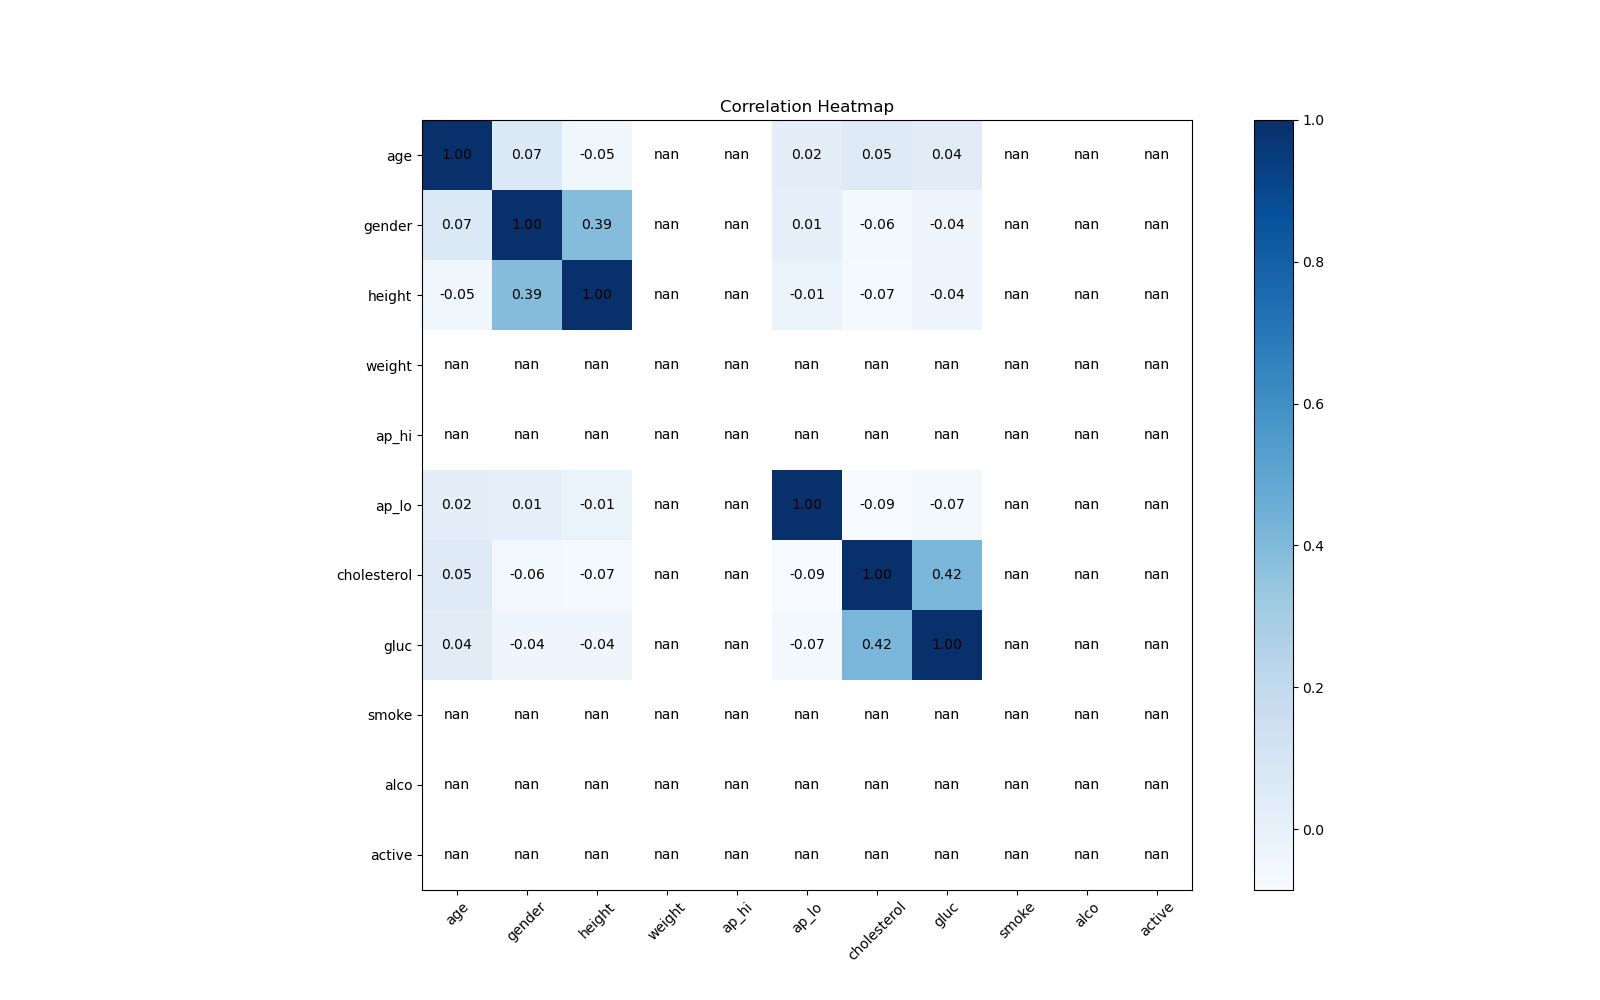 Correlation Heatmap
age 1.00 0.07 -0.05 nan nan 0.02 0.05 0.04 nan nan nan
gender 0.07 1.00 0.39 nan nan 0.01 -0.06 -0.04 nan nan nan
height -0.05 0.39 1.00 nan nan -0.01 -0.07 -0.04 nan nan nan
weight nan nan nan nan nan nan nan nan nan nan nan
ap_hi nan nan nan nan nan nan nan nan nan nan nan
ap_lo 0.02 0.01 -0.01 nan nan 1.00 -0.09 -0.07 nan nan nan
cholesterol 0.05 -0.06 -0.07 nan nan -0.09 1.00 0.42 nan nan nan
gluc 0.04 -0.04 -0.04 nan nan -0.07 0.42 1.00 nan nan nan
smoke nan nan nan nan nan nan nan nan nan nan nan
alco nan nan nan nan nan nan nan nan nan nan nan
active nan nan nan nan nan nan nan nan nan nan nan
age gender height weight ap_hi ap_lo cholesterol gluc smoke alco active
1.0
0.8
0.6
0.4
0.2
0.0